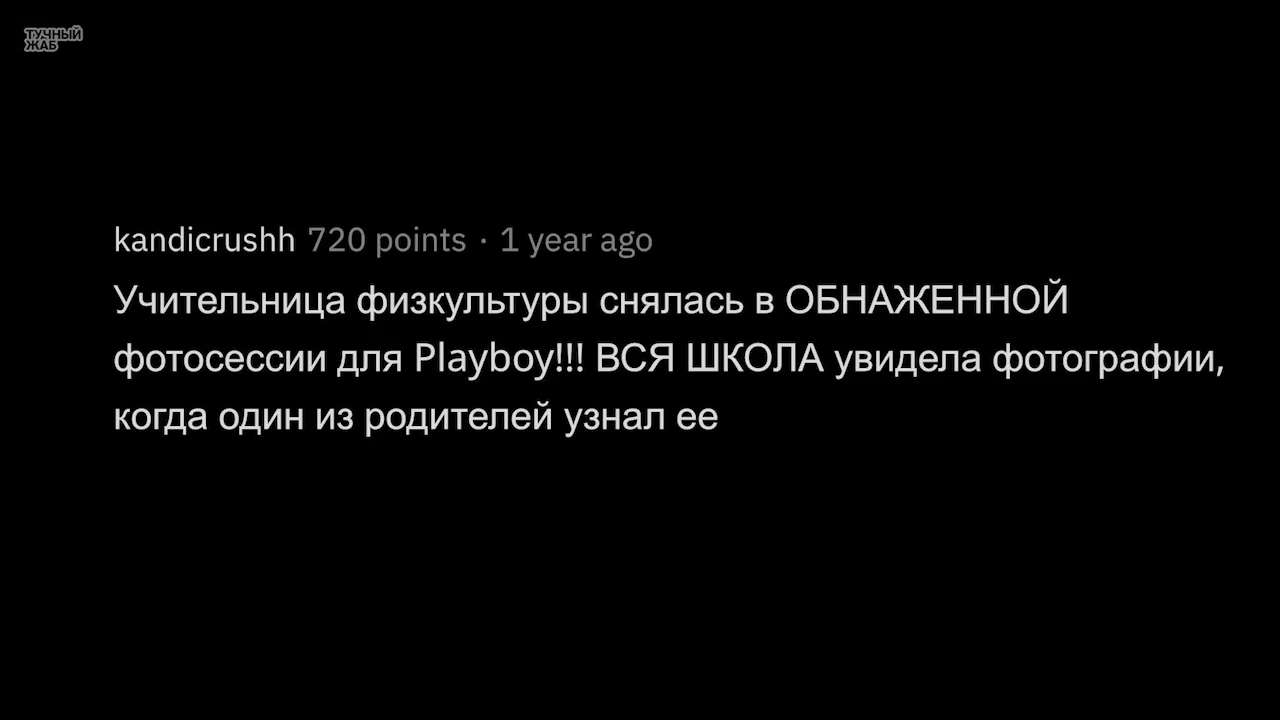 ТУЧНЫЙ
ЖАБ
kandicrushh 720 points · 1 year ago
Учительница физкультуры снялась в ОБНАЖЕННОЙ
фотосессии для Playboy!!! ВСЯ ШКОЛА увидела фотографии,
когда один из родителей узнал ее